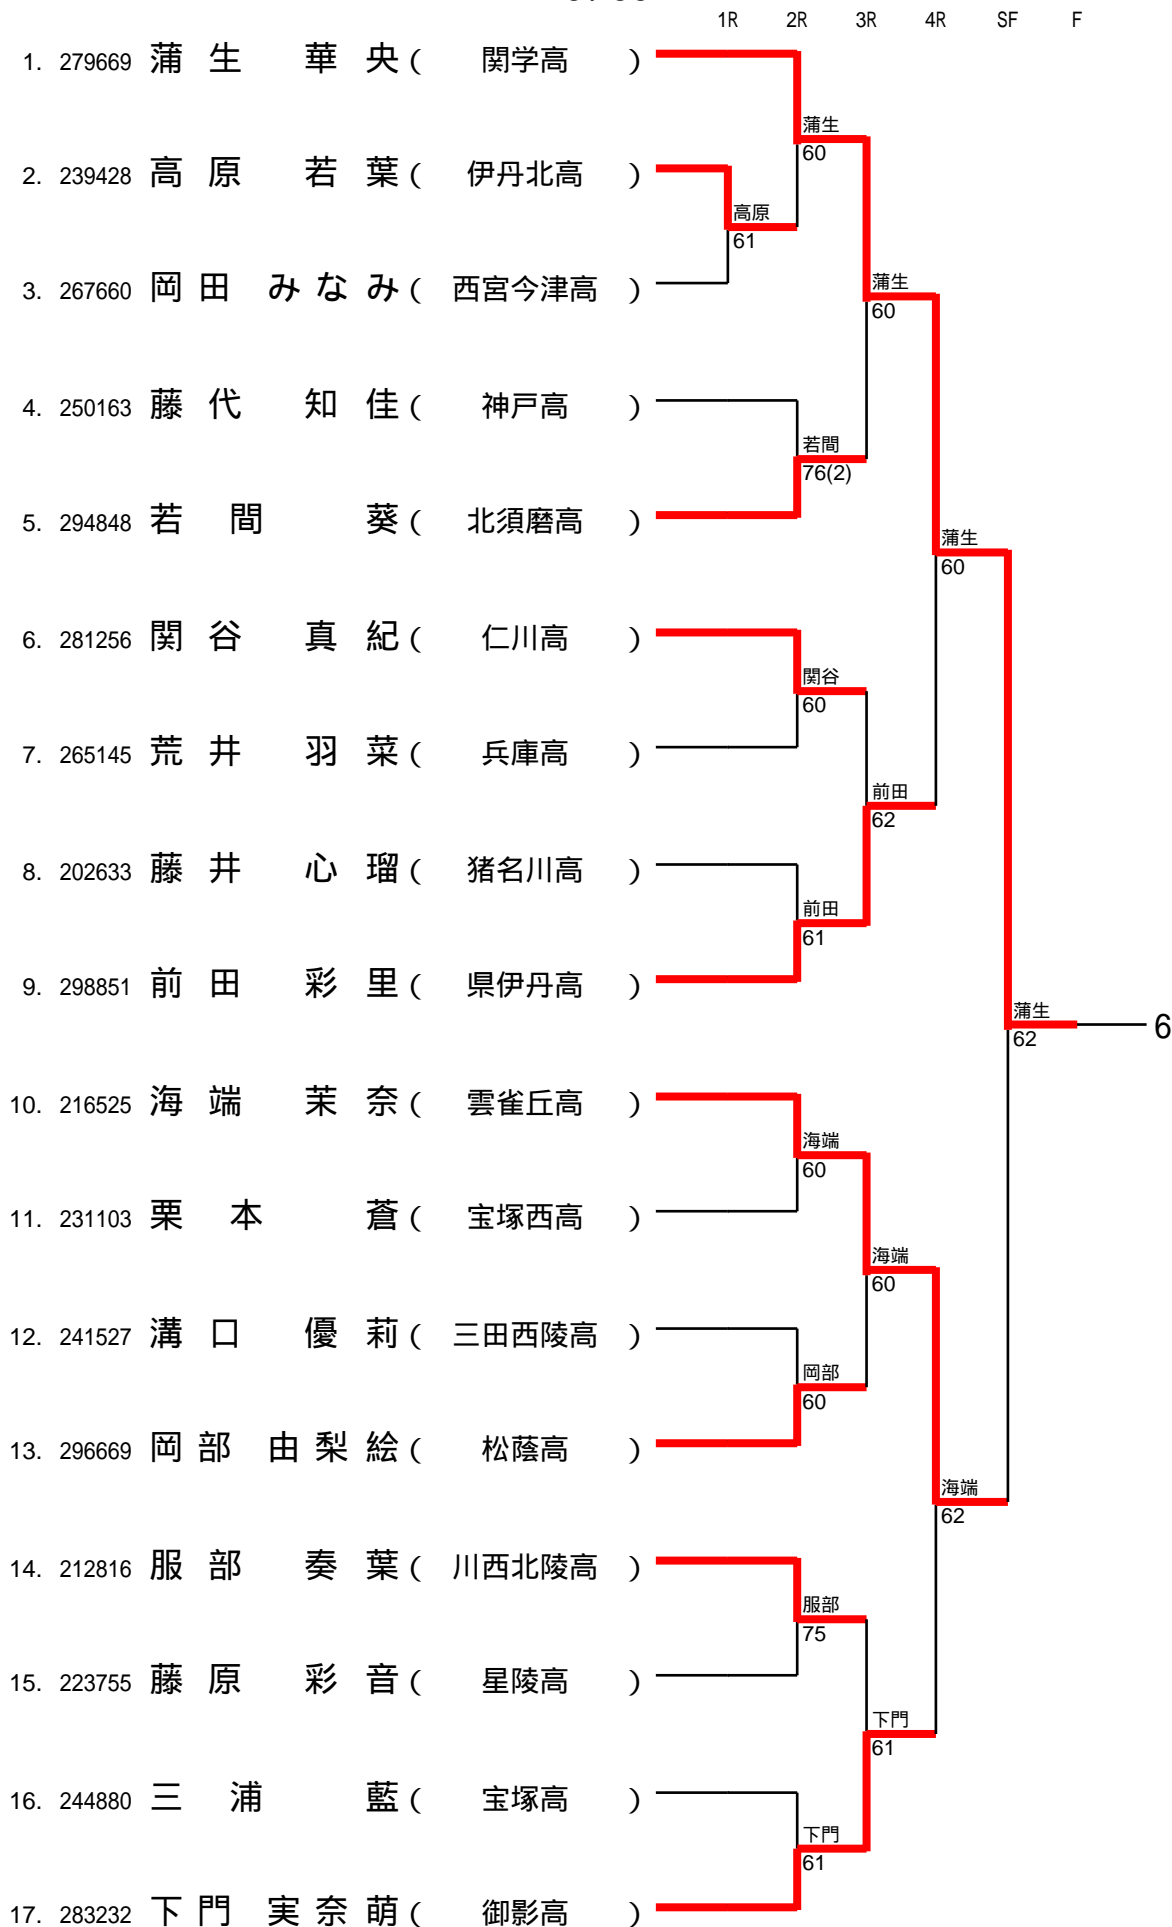 1R 2R 3R 4R SF F
1. 279669 蒲生 華央 ( 関学高 )
蒲生
60
2. 239428 高原 若葉 ( 伊丹北高 )
高原
61
3. 267660 岡田 みなみ ( 西宮今津高 )
蒲生
60
4. 250163 藤代 知佳 ( 神戸高 )
若間
76(2)
5. 294848 若間 葵 ( 北須磨高 )
蒲生
60
6. 281256 関谷 真紀 ( 仁川高 )
関谷
60
7. 265145 荒井 羽菜 ( 兵庫高 )
前田
62
8. 202633 藤井 心瑠 ( 猪名川高 )
前田
61
9. 298851 前田 彩里 ( 県伊丹高 )
蒲生
62
6
10. 216525 海端 茉奈 ( 雲雀丘高 )
海端
60
11. 231103 栗本 蒼 ( 宝塚西高 )
海端
60
12. 241527 溝口 優莉 ( 三田西陵高 )
岡部
60
13. 296669 岡部 由梨絵 ( 松蔭高 )
海端
62
14. 212816 服部 奏葉 ( 川西北陵高 )
服部
75
15. 223755 藤原 彩音 ( 星陵高 )
下門
61
16. 244880 三浦 藍 ( 宝塚高 )
下門
61
17. 283232 下門 実奈萌 ( 御影高 )